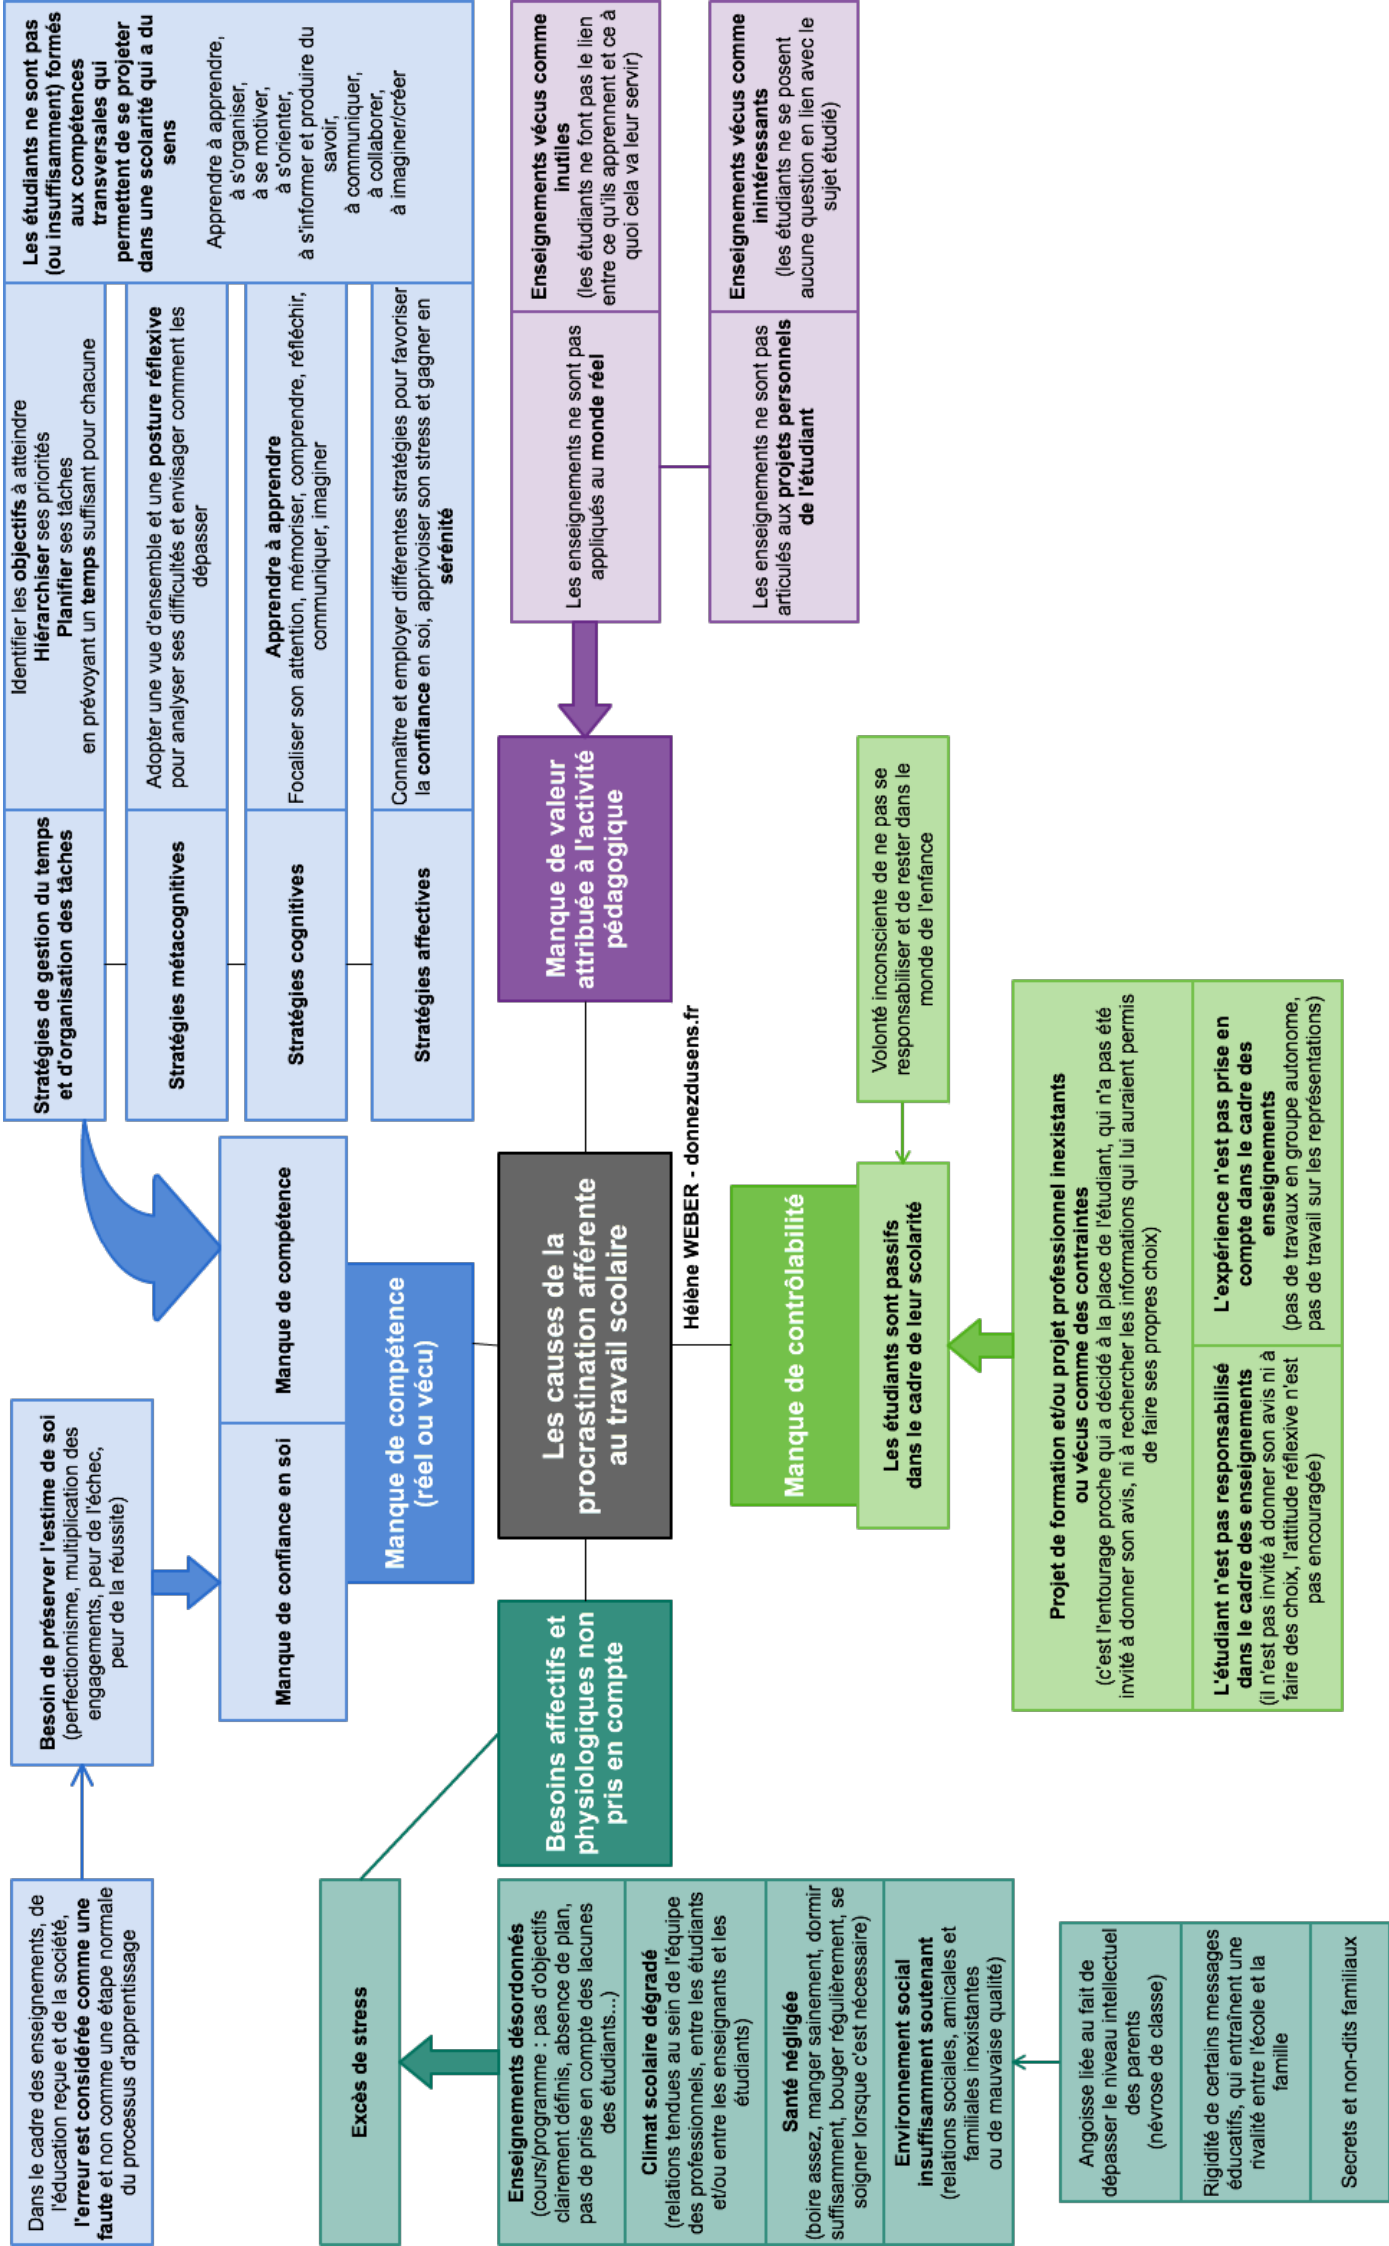 Dans le cadre des enseignements, de
l'éducation reçue et de la société,
l'erreur est considérée comme une
faute et non comme une étape normale
du processus d'apprentissage
Besoin de préserver l'estime de soi
(perfectionnisme, multiplication des
engagements, peur de l'échec,
peur de la réussite)
Manque de confiance en soi
Manque de compétence
Manque de compétence
(réel ou vécu)
Stratégies de gestion du temps
et d'organisation des tâches
Identifier les objectifs à atteindre
Hiérarchiser ses priorités
Planifier ses tâches
en prévoyant un temps suffisant pour chacune
Stratégies métacognitives
Adopter une vue d'ensemble et une posture réflexive
pour analyser ses difficultés et envisager comment les
dépasser
Stratégies cognitives
Apprendre à apprendre
Focaliser son attention, mémoriser, comprendre, réfléchir,
communiquer, imaginer
Stratégies affectives
Connaître et employer différentes stratégies pour favoriser
la confiance en soi, apprivoiser son stress et gagner en
sérénité
Les étudiants ne sont pas
(ou insuffisamment) formés
aux compétences
transversales qui
permettent de se projeter
dans une scolarité qui a du
sens
Apprendre à apprendre,
à s'organiser,
à se motiver,
à s'orienter,
à s'informer et produire du
savoir,
à communiquer,
à collaborer,
à imaginer/créer
Excès de stress
Enseignements désordonnés
(cours/programme : pas d'objectifs
clairement définis, absence de plan,
pas de prise en compte des lacunes
des étudiants...)
Climat scolaire dégradé
(relations tendues au sein de l'équipe
des professionnels, entre les étudiants
et/ou entre les enseignants et les
étudiants)
Santé négligée
(boire assez, manger sainement, dormir
suffisamment, bouger régulièrement, se
soigner lorsque c'est nécessaire)
Environnement social
insuffisamment soutenant
(relations sociales, amicales et
familiales inexistantes
ou de mauvaise qualité)
Angoisse liée au fait de
dépasser le niveau intellectuel
des parents
(névrose de classe)
Rigidité de certains messages
éducatifs, qui entraînent une
rivalité entre l'école et la
famille
Secrets et non-dits familiaux
Besoins affectifs et
physiologiques non
pris en compte
Les causes de la
procrastination afférente
au travail scolaire
Hélène WEBER - donnezdusens.fr
Manque de valeur
attribuée à l'activité
pédagogique
Les enseignements ne sont pas
appliqués au monde réel
Enseignements vécus comme
inutiles
(les étudiants ne font pas le lien
entre ce qu'ils apprennent et ce à
quoi cela va leur servir)
Les enseignements ne sont pas
articulés aux projets personnels
de l'étudiant
Enseignements vécus comme
inintéressants
(les étudiants ne se posent
aucune question en lien avec le
sujet étudié)
Manque de contrôlabilité
Les étudiants sont passifs
dans le cadre de leur scolarité
Volonté inconsciente de ne pas se
responsabiliser et de rester dans le
monde de l'enfance
Projet de formation et/ou projet professionnel inexistants
ou vécus comme des contraintes
(c'est l'entourage proche qui a décidé à la place de l'étudiant, qui n'a pas été
invité à donner son avis, ni à rechercher les informations qui lui auraient permis
de faire ses propres choix)
L'étudiant n'est pas responsabilisé
dans le cadre des enseignements
(il n'est pas invité à donner son avis ni à
faire des choix, l'attitude réflexive n'est
pas encouragée)
L'expérience n'est pas prise en
compte dans le cadre des
enseignements
(pas de travaux en groupe autonome,
pas de travail sur les représentations)